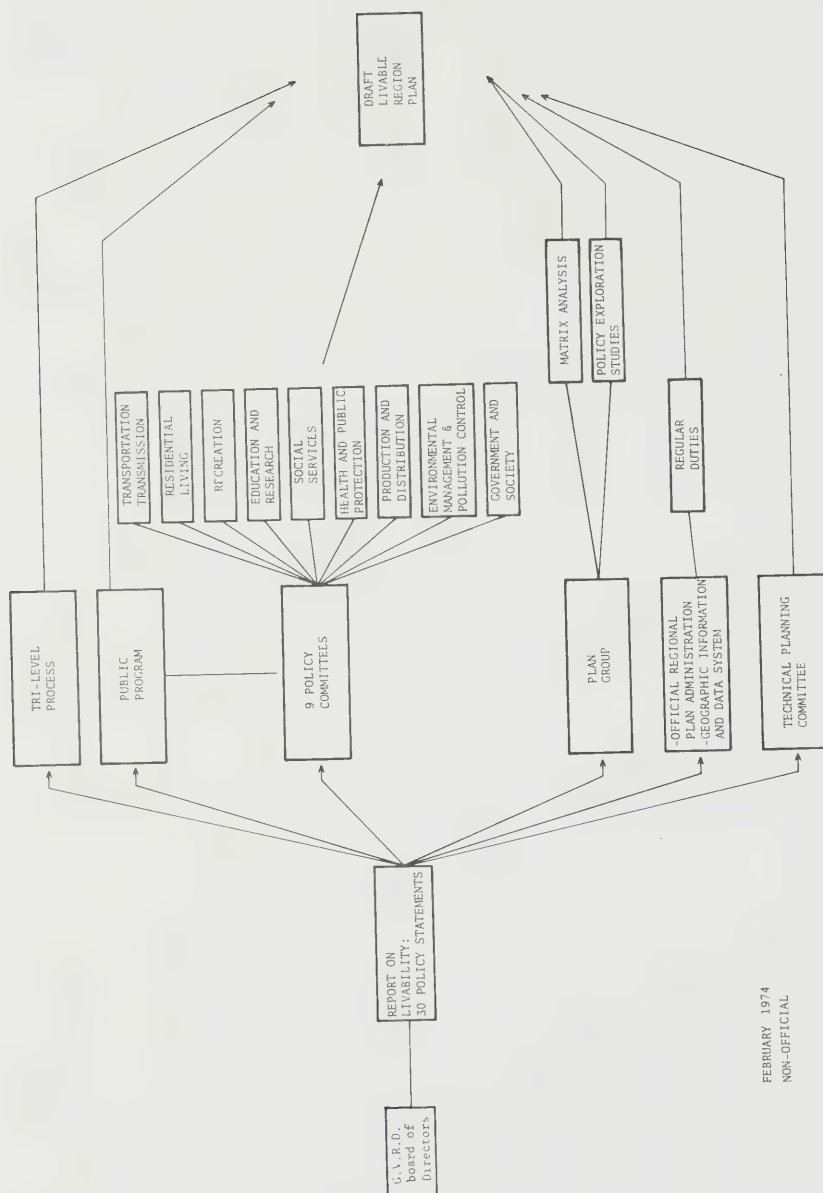 G.V.R.D.
board of
Directors
REPORT ON
LIVABILITY:
30 POLICY STATEMENTS
TRI-LEVEL
PROCESS
PUBLIC
PROGRAM
9 POLICY
COMMITTEES
PLAN
GROUP
-OFFICIAL REGIONAL
PLAN ADMINISTRATION
-GEOGRAPHIC INFORMATION
AND DATA SYSTEM
TECHNICAL PLANNING
COMMITTEE
TRANSPORTATION
TRANSMISSION
RESIDENTIAL
LIVING
RECREATION
EDUCATION AND
RESEARCH
SOCIAL
SERVICES
HEALTH AND PUBLIC
PROTECTION
PRODUCTION AND
DISTRIBUTION
ENVIRONMENTAL
MANAGEMENT &
POLLUTION CONTROL
GOVERNMENT AND
SOCIETY
MATRIX ANALYSIS
POLICY EXPLORATION
STUDIES
REGULAR
DUTIES
DRAFT
LIVABLE
REGION
PLAN
FEBRUARY 1974
NON-OFFICIAL